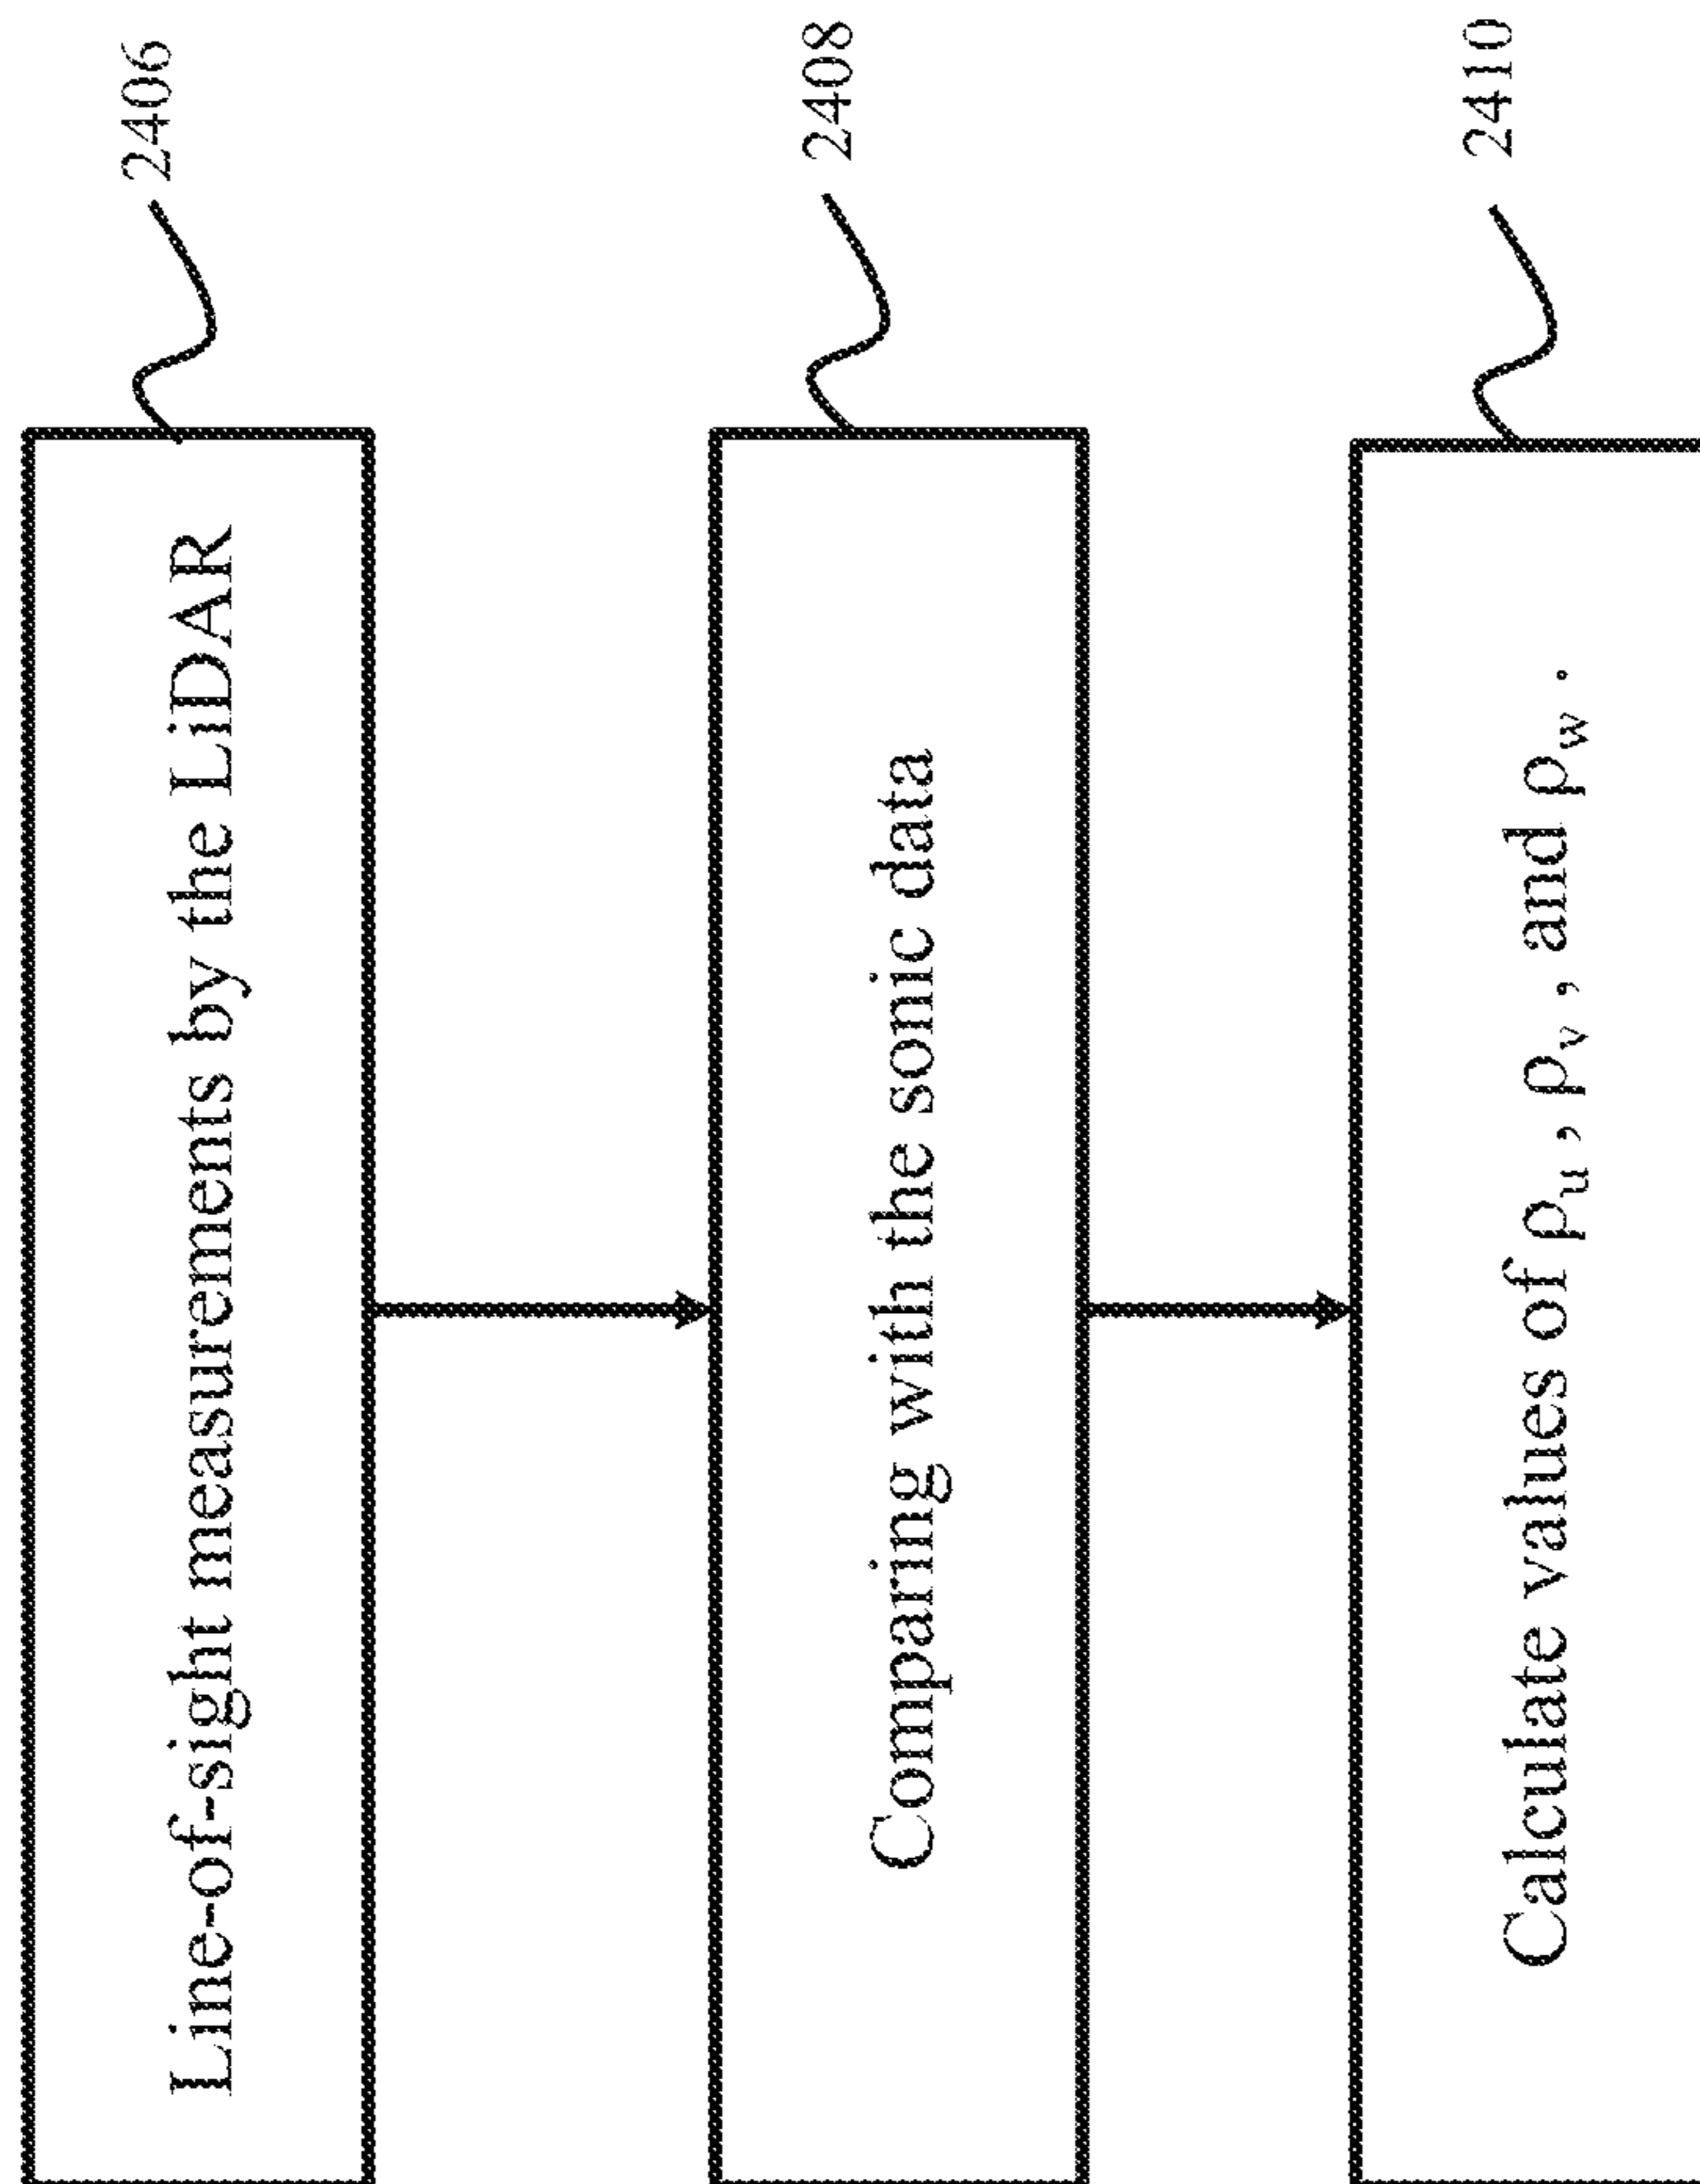 Line-of-sight measurements by the LiDAR
2406
Comparing with the sonic data
2408
Calculate values of ρu , ρv , and ρw .
2410